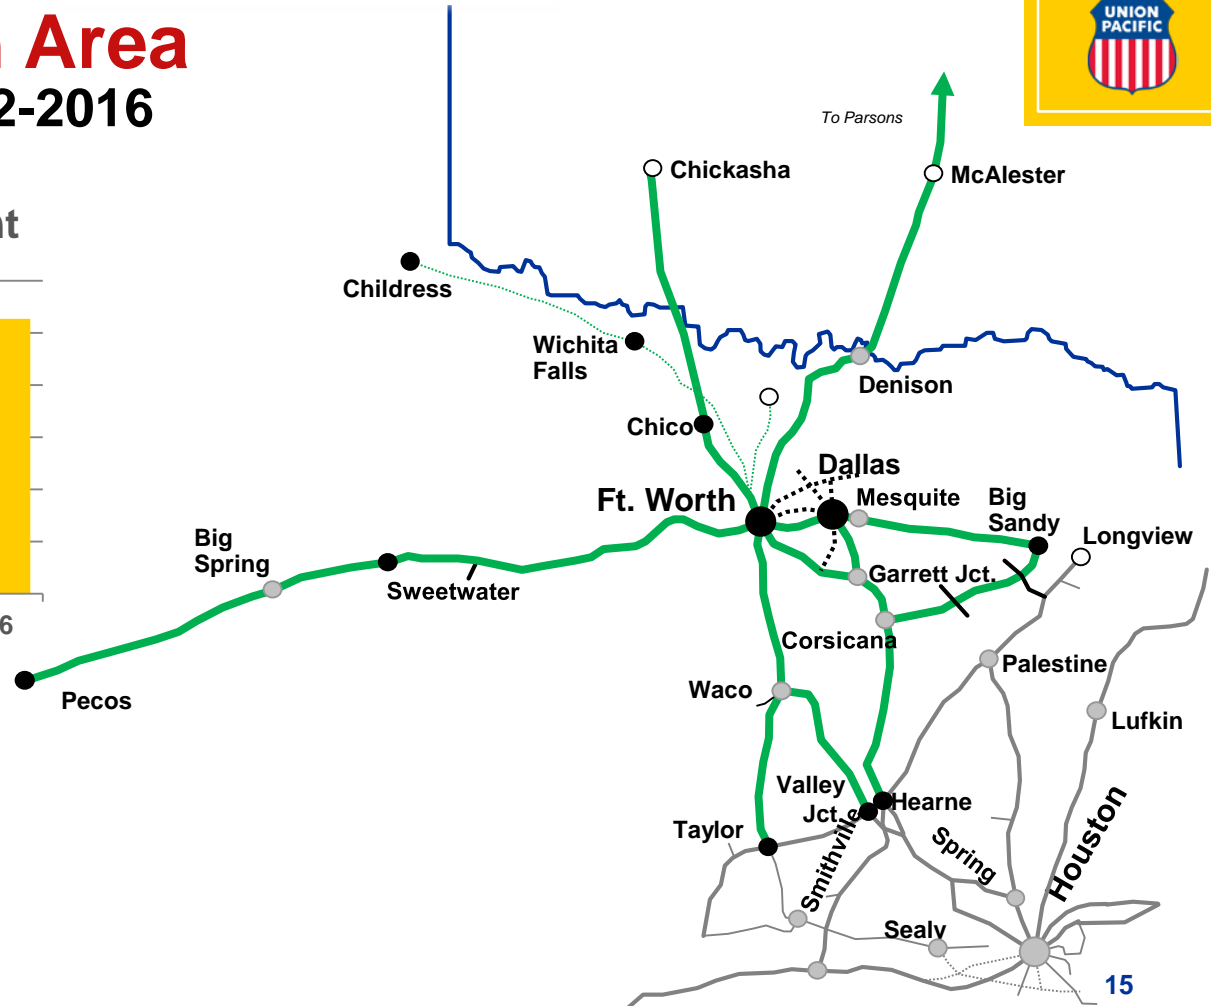 Area
2-2016
UNION
PACIFIC
To Parsons
Chickasha
McAlester
Childress
Wichita
Falls
Denison
Chico
Dallas
Ft. Worth
Mesquite
Big
Sandy
Longview
Big
Spring
Garrett Jct.
Sweetwater
6
Corsicana
Palestine
Waco
Pecos
Lufkin
Valley
Jct.
Hearne
Taylor
Smithville
Spring
Houston
Sealy
15